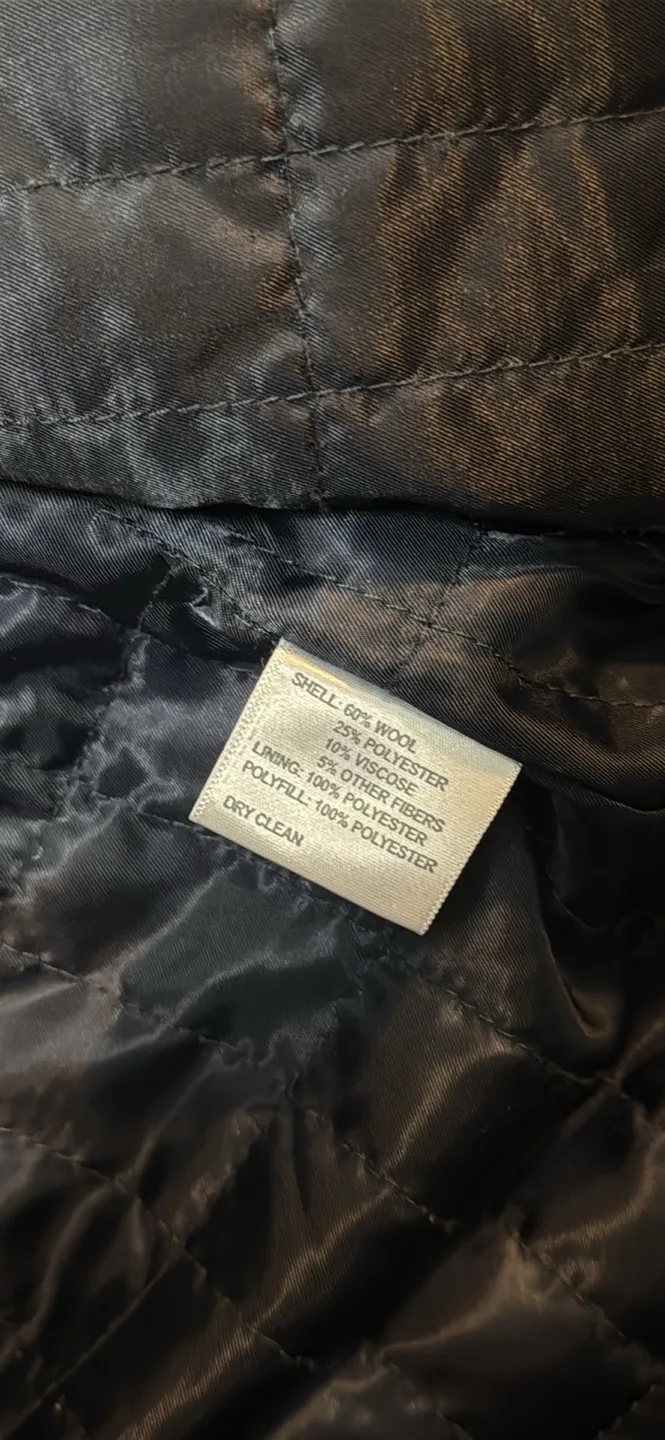 SHELL: 60% WOOL
25% POLYESTER
10% VISCOSE
5% OTHER FIBERS
LINING: 100% POLYESTER
POLYFILL: 100% POLYESTER
DRY CLEAN